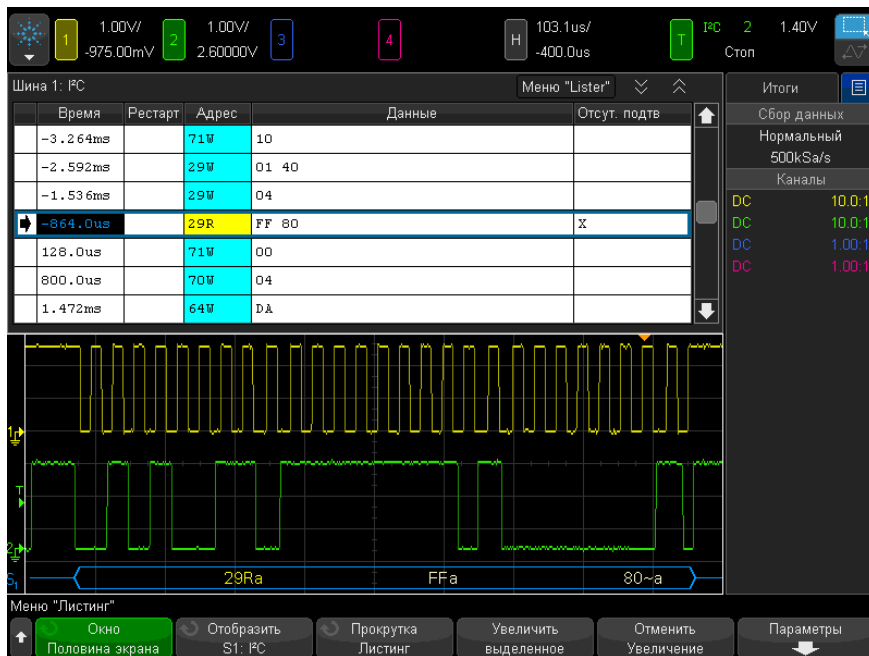 1 1.00V/ -975.00mV 2 1.00V/ 2.60000V 3 4 H 103.1us/ -400.0us T I²C 2 1.40V Стоп
Шина 1: I²C Меню "Lister"
Время Рестарт Адрес Данные Отсут. подтв
-3.264ms 71W 10
-2.592ms 29W 01 40
-1.536ms 29W 04
-864.0us 29R FF 80 X
128.0us 71W 00
800.0us 70W 04
1.472ms 64W DA
Итоги
Сбор данных
Нормальный
500kSa/s
Каналы
DC 10.0:1
DC 10.0:1
DC 1.00:1
DC 1.00:1
1
T
2
S1 29Ra FFa 80~a
Меню "Листинг"
Окно
Половина экрана
Отобразить
S1: I²C
Прокрутка
Листинг
Увеличить
выделенное
Отменить
Увеличение
Параметры